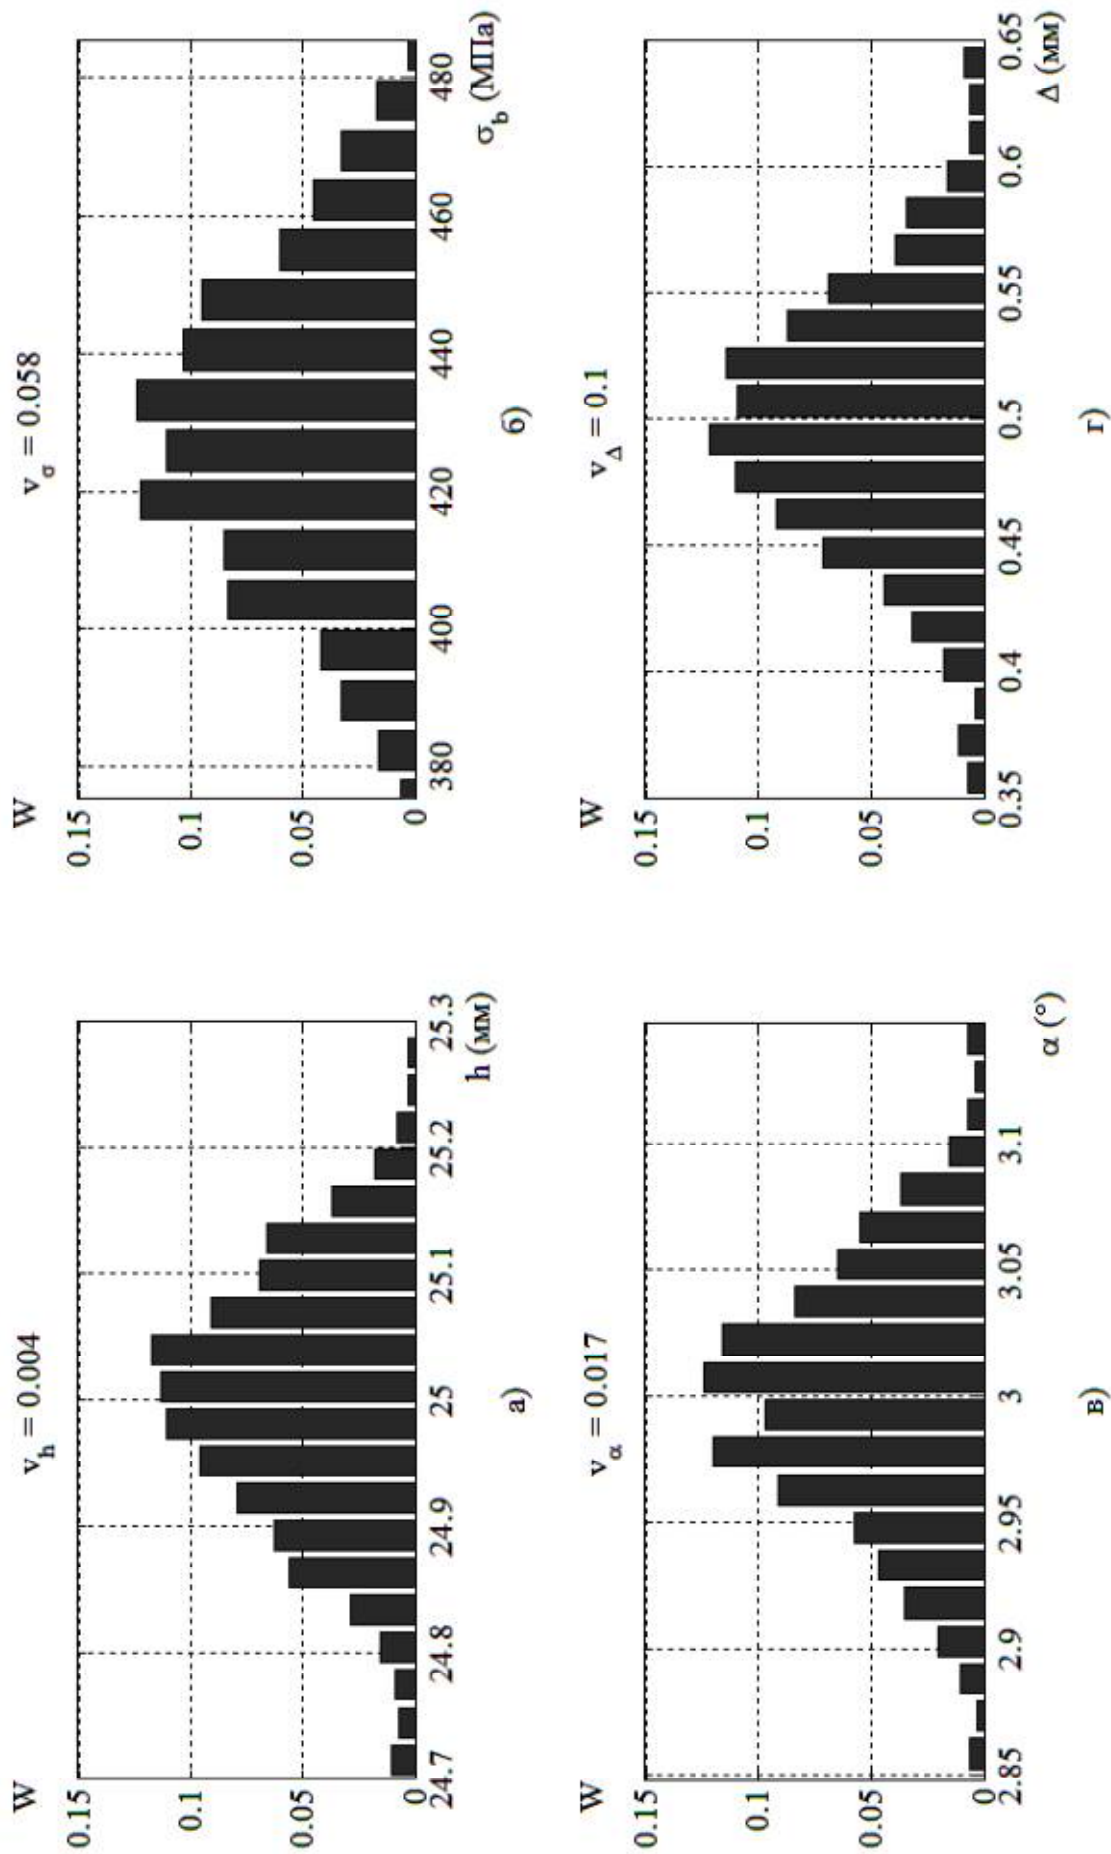 W
v_h = 0.004
0.15
0.1
0.05
0
24.7 24.8 24.9 25 25.1 25.2 25.3
h (мм)
а)
W
v_σ = 0.058
0.15
0.1
0.05
0
380 400 420 440 460 480
σ_b (МПа)
б)
W
v_α = 0.017
0.15
0.1
0.05
0
2.85 2.9 2.95 3 3.05 3.1
α (°)
в)
W
v_Δ = 0.1
0.15
0.1
0.05
0
0.35 0.4 0.45 0.5 0.55 0.6 0.65
Δ (мм)
г)